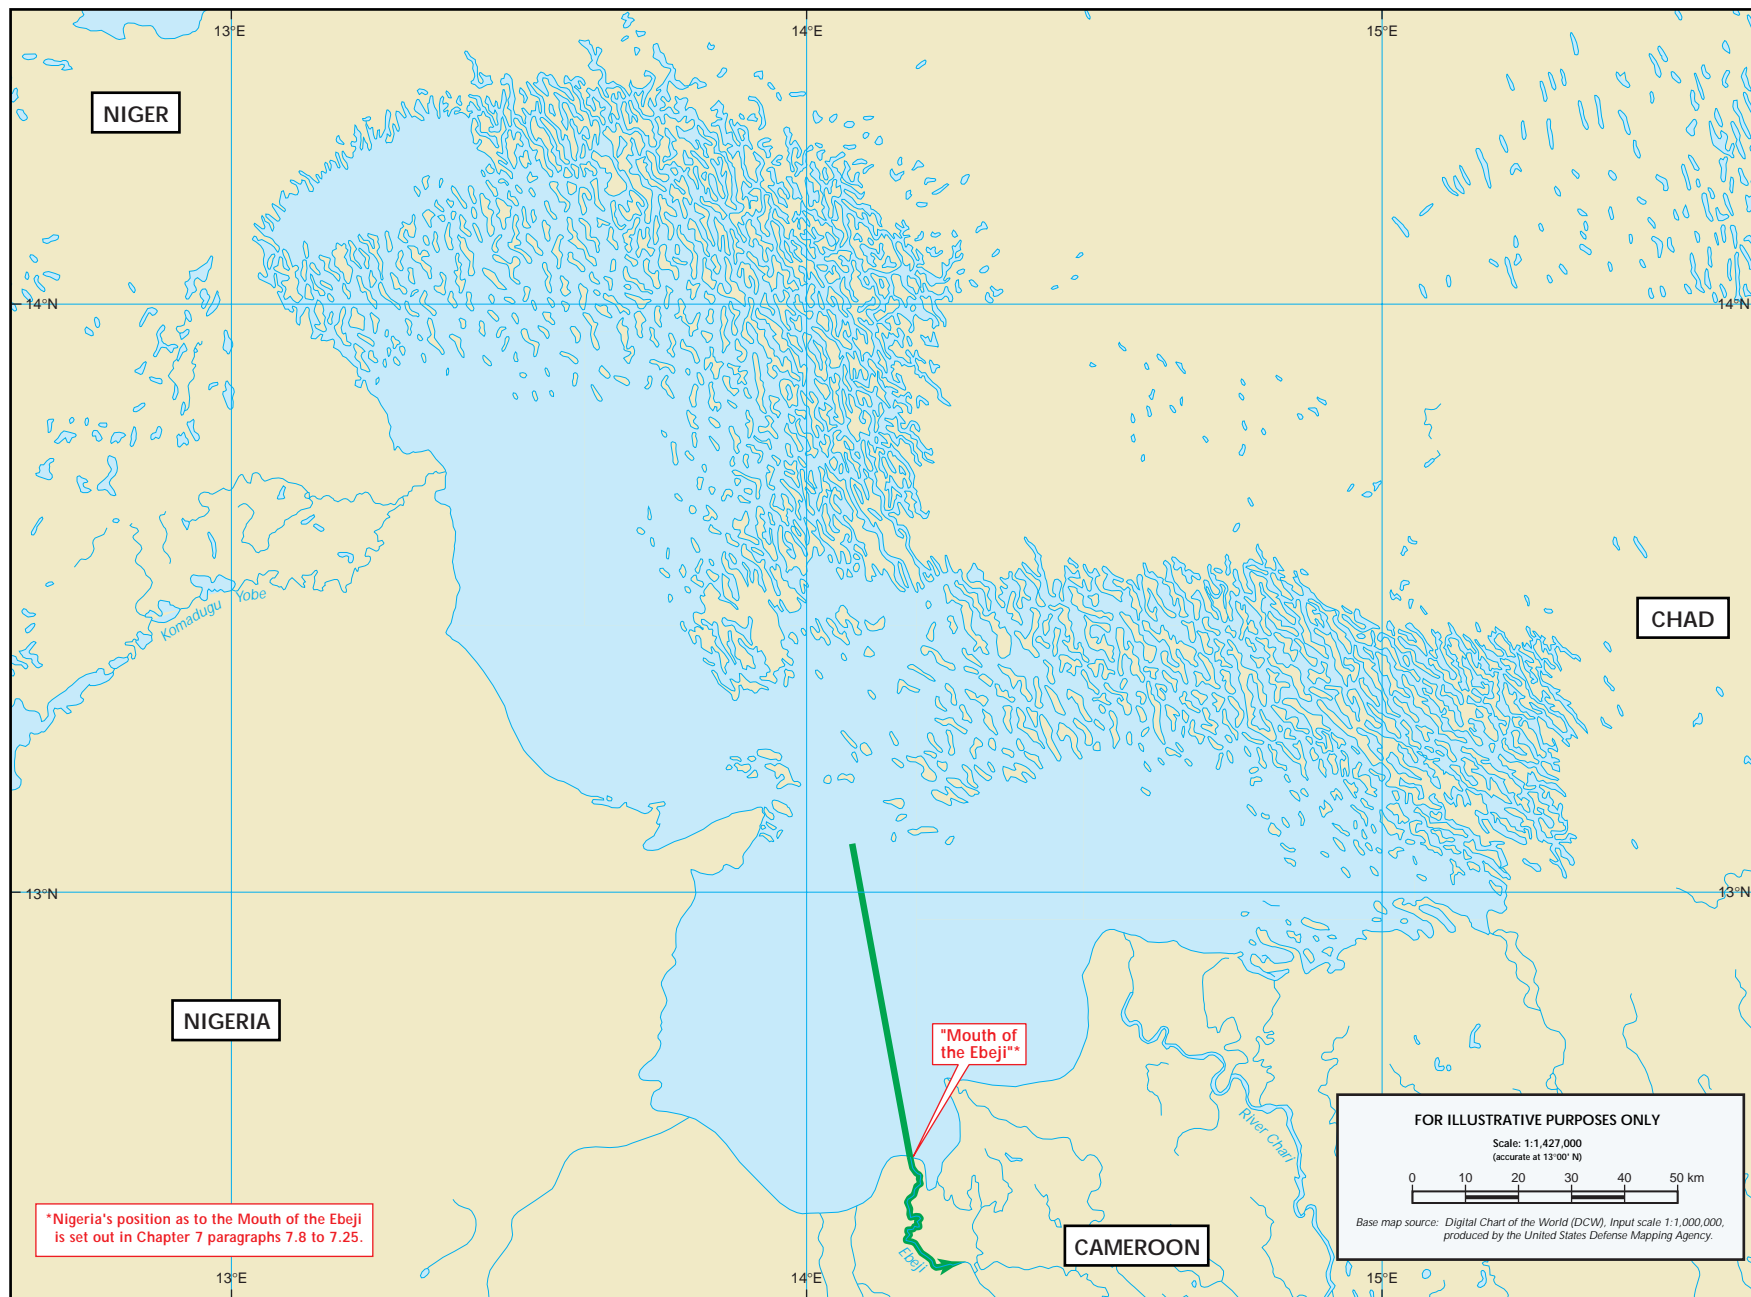 13°E
14°E
15°E
NIGER
14°N
14°N
Komadugu Yobe
CHAD
13°N
13°N
NIGERIA
"Mouth of
the Ebeji"*
River Chari
FOR ILLUSTRATIVE PURPOSES ONLY
Scale: 1:1,427,000
(accurate at 13°00' N)
0 10 20 30 40 50 km
Base map source: Digital Chart of the World (DCW), Input scale 1:1,000,000,
produced by the United States Defense Mapping Agency.
*Nigeria's position as to the Mouth of the Ebeji
is set out in Chapter 7 paragraphs 7.8 to 7.25.
Ebeji
CAMEROON
13°E
14°E
15°E